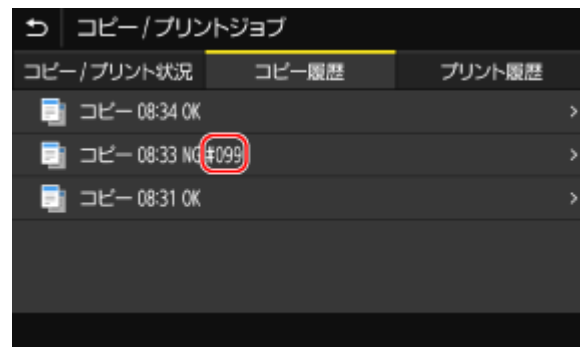 コピー/プリントジョブ
コピー/プリント状況 コピー履歴 プリント履歴
コピー 08:34 OK
コピー 08:33 NG #099
コピー 08:31 OK